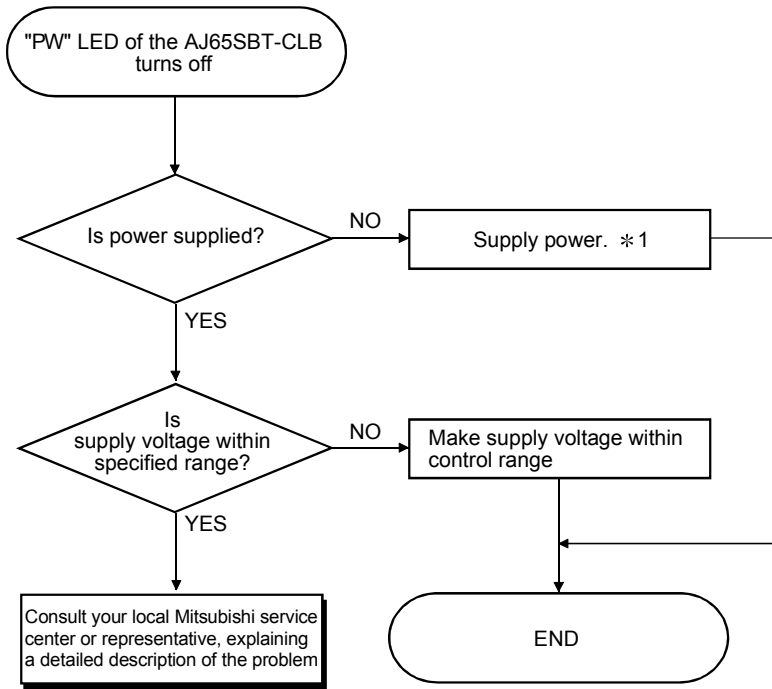 "PW" LED of the AJ65SBT-CLB
turns off
Is power supplied?
NO
Supply power. ＊1
YES
Is
supply voltage within
specified range?
NO
Make supply voltage within
control range
YES
Consult your local Mitsubishi service
center or representative, explaining
a detailed description of the problem
END